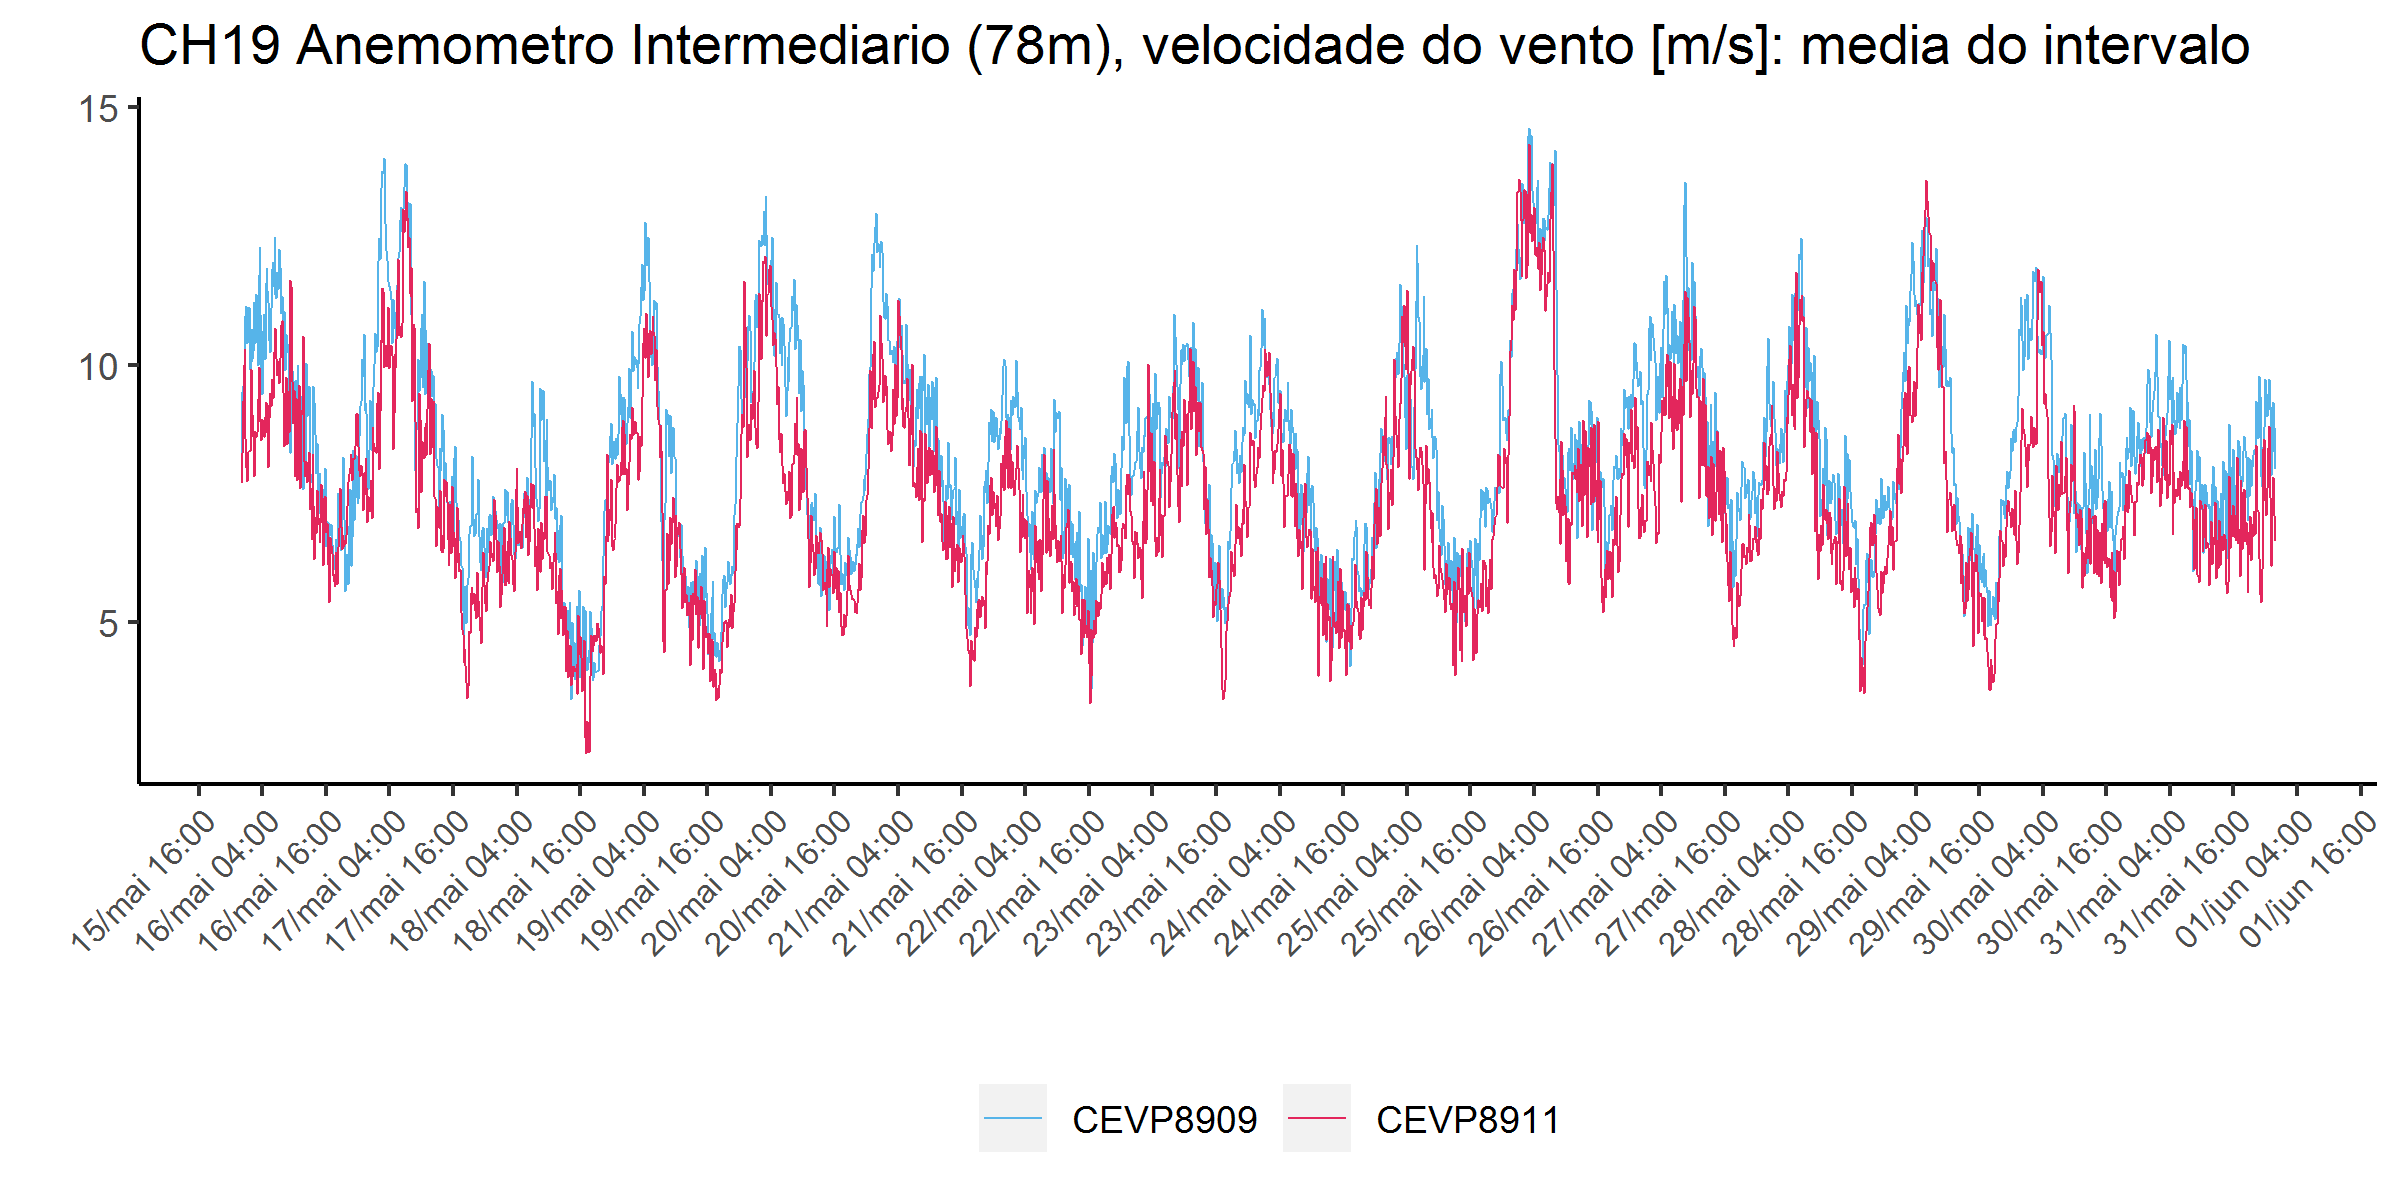 CH19 Anemometro Intermediario (78m), velocidade do vento [m/s]: media do intervalo
15
10
5
15/mai 16:00
16/mai 04:00
16/mai 16:00
17/mai 04:00
17/mai 16:00
18/mai 04:00
18/mai 16:00
19/mai 04:00
19/mai 16:00
20/mai 04:00
20/mai 16:00
21/mai 04:00
21/mai 16:00
22/mai 04:00
22/mai 16:00
23/mai 04:00
23/mai 16:00
24/mai 04:00
24/mai 16:00
25/mai 04:00
25/mai 16:00
26/mai 04:00
26/mai 16:00
27/mai 04:00
27/mai 16:00
28/mai 04:00
28/mai 16:00
29/mai 04:00
29/mai 16:00
30/mai 04:00
30/mai 16:00
31/mai 04:00
31/mai 16:00
01/jun 04:00
01/jun 16:00
CEVP8909
CEVP8911